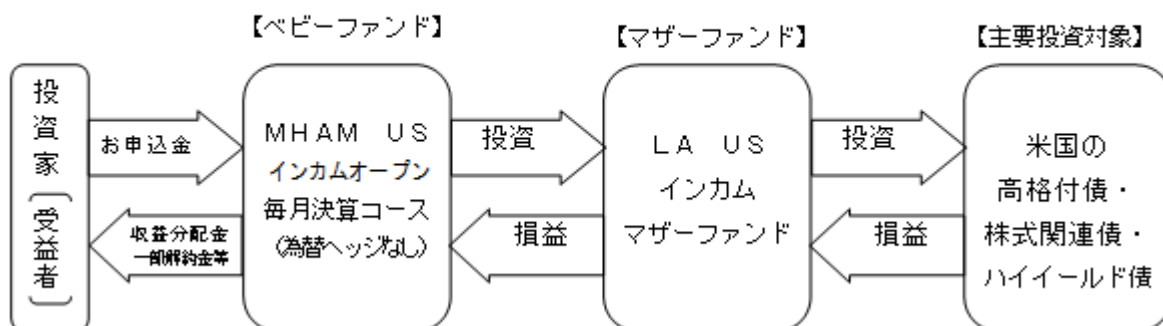 【ベビーファンド】
【マザーファンド】
【主要投資対象】
投資家〔受益者〕
お申込金
収益分配金
一部解約金等
MHAM US
インカムオープン
毎月決算コース
(為替ヘッジなし)
投資
損益
LA US
インカム
マザーファンド
投資
損益
米国の
高格付債・
株式関連債・
ハイイールド債